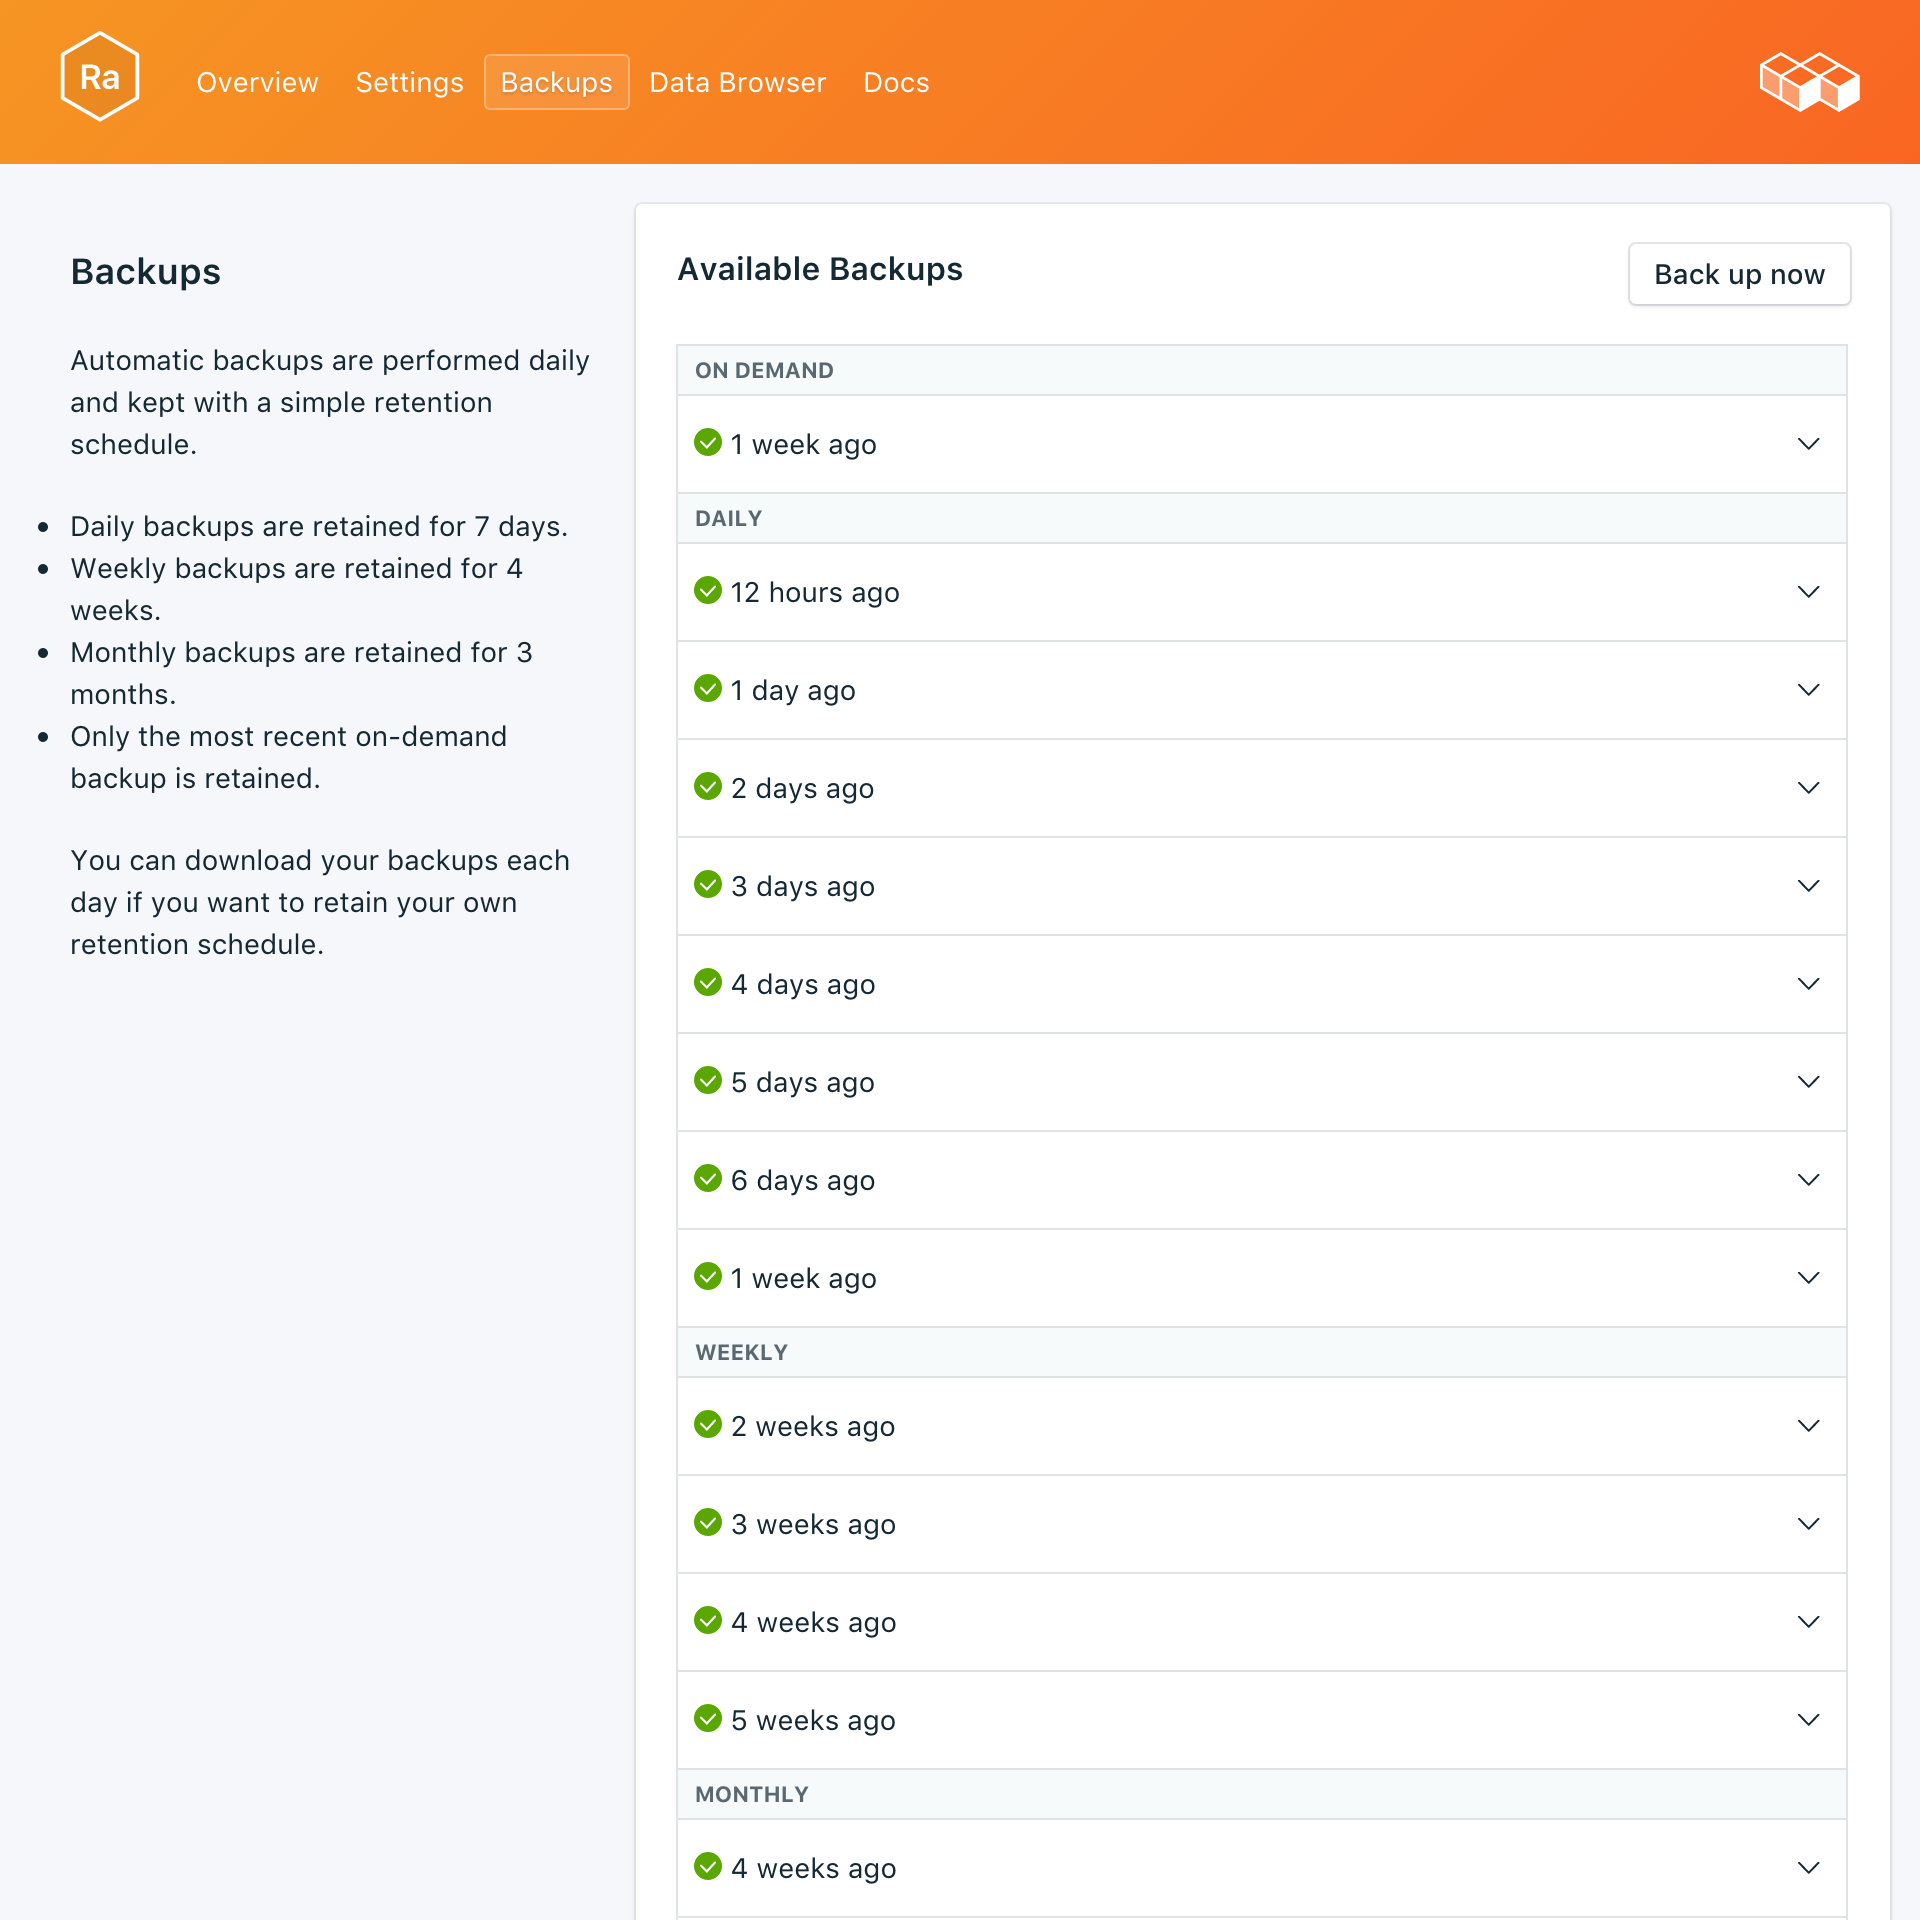 Ra
Overview Settings Backups Data Browser Docs
Backups
Automatic backups are performed daily
and kept with a simple retention
schedule.
Daily backups are retained for 7 days.
Weekly backups are retained for 4
weeks.
Monthly backups are retained for 3
months.
Only the most recent on-demand
backup is retained.
You can download your backups each
day if you want to retain your own
retention schedule.
Available Backups
Back up now
ON DEMAND
1 week ago
DAILY
12 hours ago
1 day ago
2 days ago
3 days ago
4 days ago
5 days ago
6 days ago
1 week ago
WEEKLY
2 weeks ago
3 weeks ago
4 weeks ago
5 weeks ago
MONTHLY
4 weeks ago